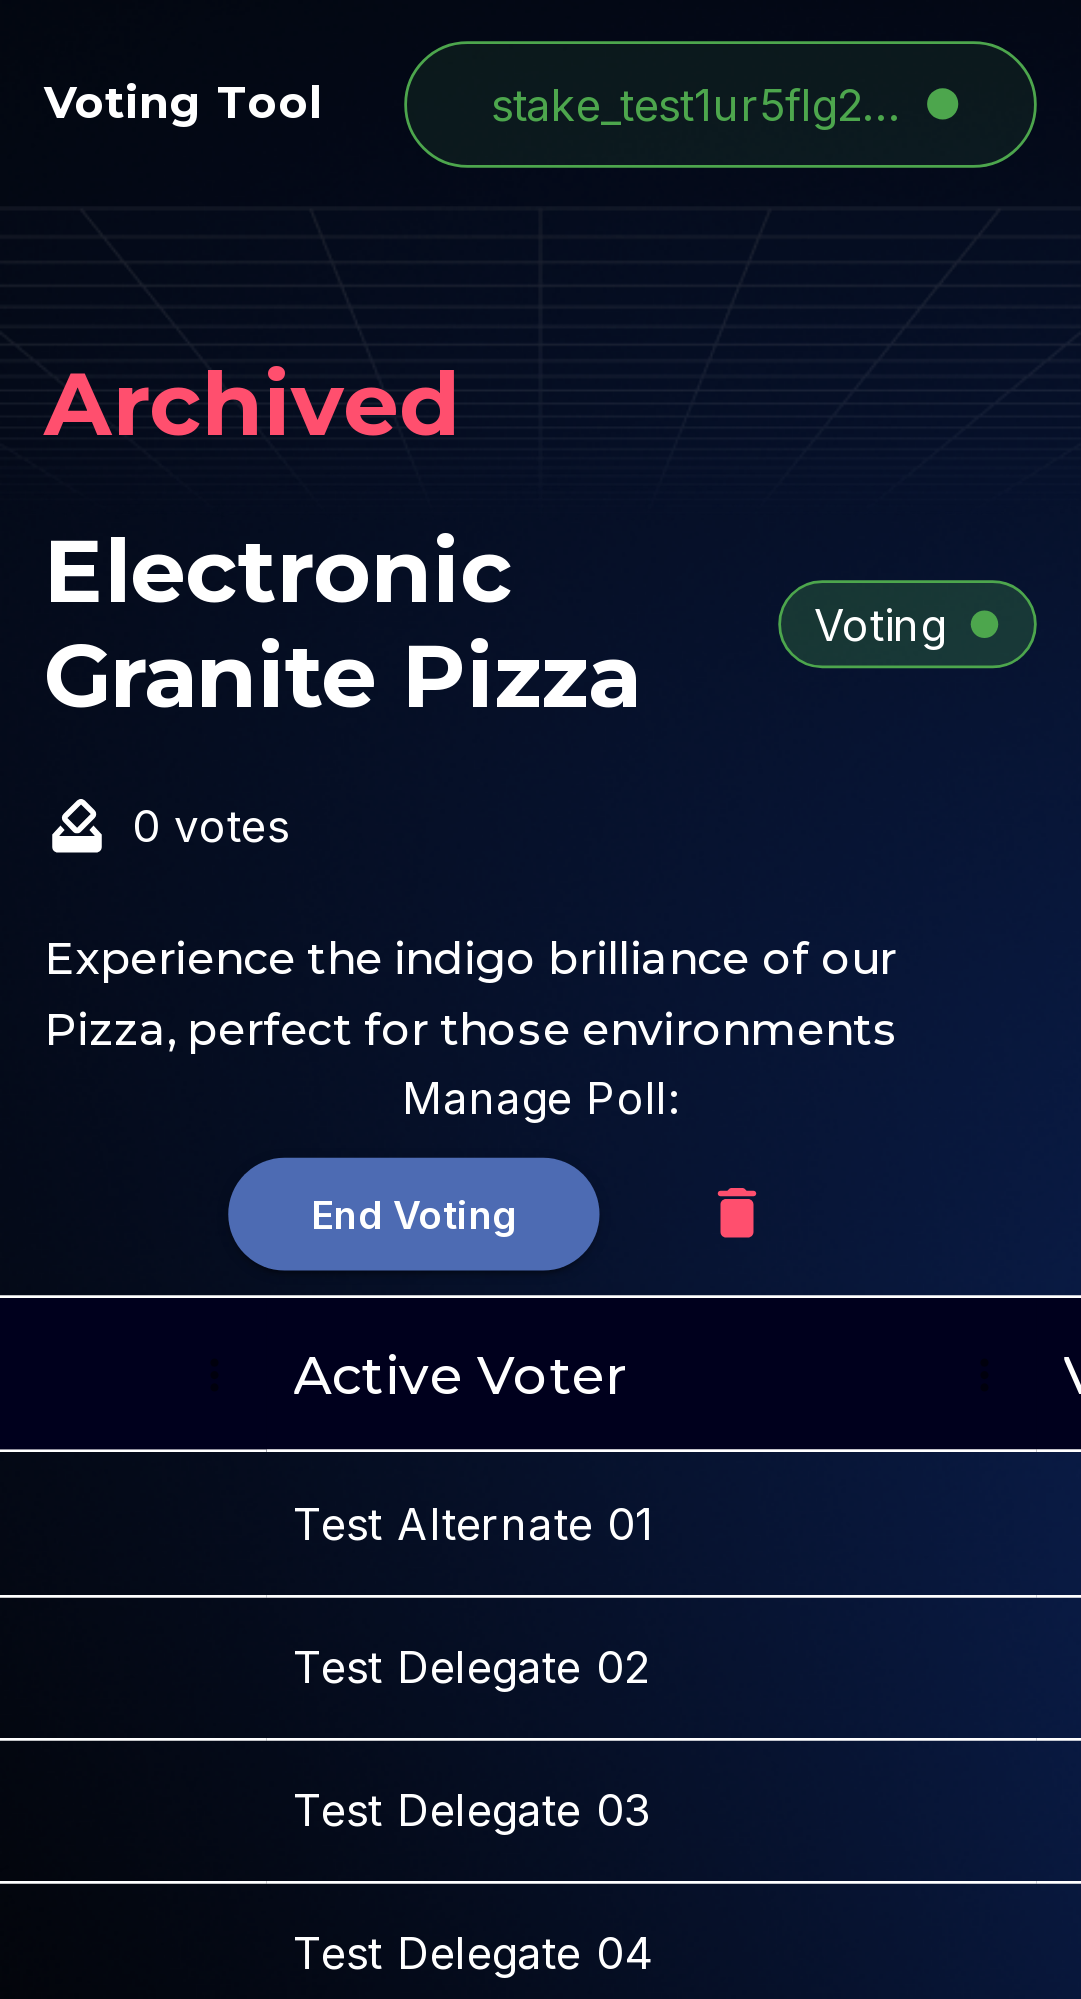 Voting Tool
stake_test1ur5flg2...
Archived
Electronic
Granite Pizza
Voting
0 votes
Experience the indigo brilliance of our
Pizza, perfect for those environments
Manage Poll:
End Voting
Active Voter
Test Alternate 01
Test Delegate 02
Test Delegate 03
Test Delegate 04